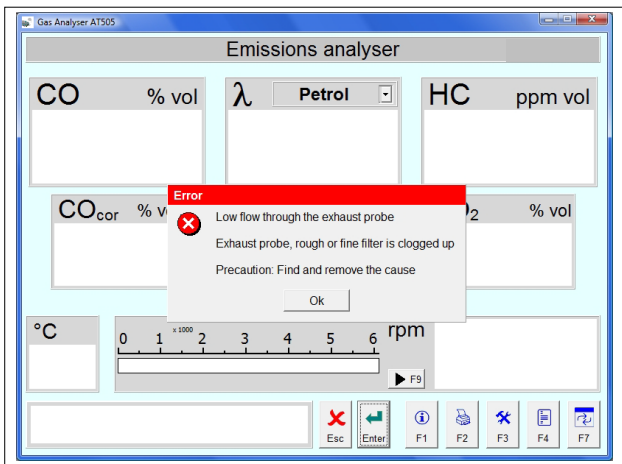 Gas Analyser AT505
Emissions analyser
CO % vol
λ Petrol
HC ppm vol
Error
Low flow through the exhaust probe
Exhaust probe, rough or fine filter is clogged up
Precaution: Find and remove the cause
Ok
COcor % v
2 % vol
°C
0 1 x 1000 2 3 4 5 6 rpm
F9
Esc Enter F1 F2 F3 F4 F7